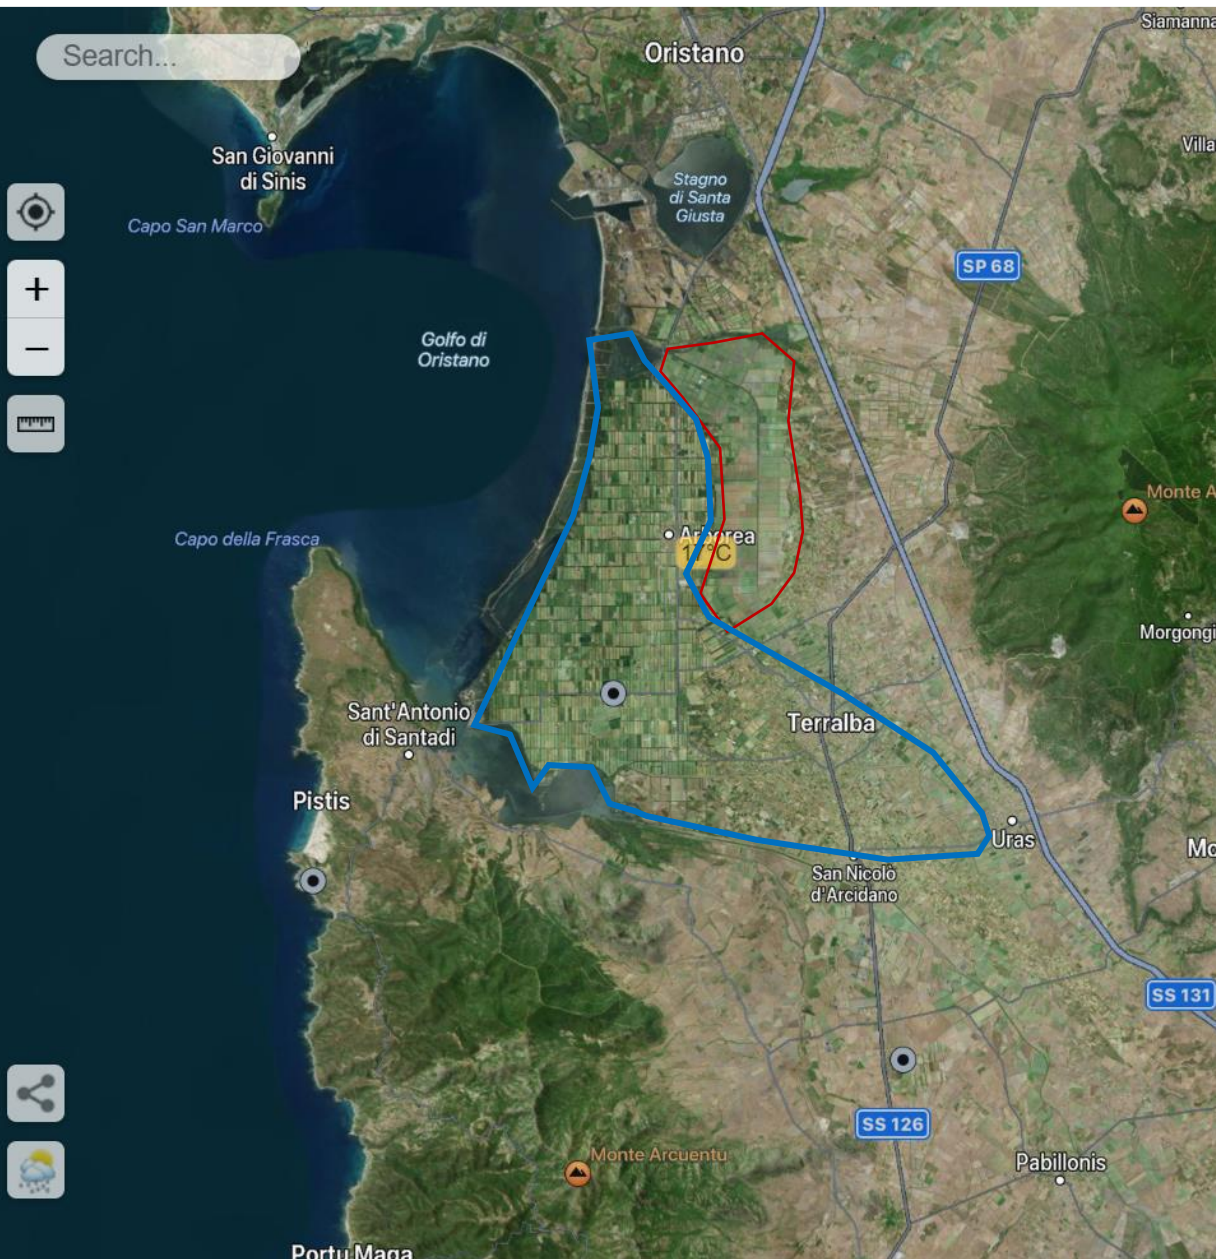 Siamanna
Search...
Oristano
San Giovanni
di Sinis
Villa
Stagno
di Santa
Giusta
Capo San Marco
SP 68
+
Golfo di
Oristano
−
Monte A
Capo della Frasca
Arborea
17°C
Morgongi
Sant'Antonio
di Santadi
Terralba
Pistis
Uras
Mo
San Nicolò
d'Arcidano
SS 131
SS 126
Monte Arcuentu
Pabillonis
Portu Maga